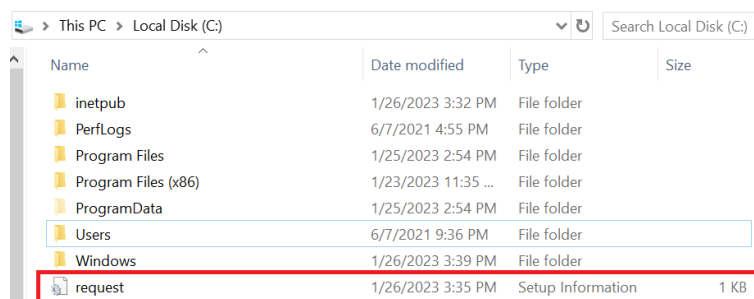 This PC > Local Disk (C:) Search Local Disk (C:)
Name Date modified Type Size
inetpub 1/26/2023 3:32 PM File folder
PerfLogs 6/7/2021 4:55 PM File folder
Program Files 1/25/2023 2:54 PM File folder
Program Files (x86) 1/23/2023 11:35 ... File folder
ProgramData 1/25/2023 2:54 PM File folder
Users 6/7/2021 9:36 PM File folder
Windows 1/26/2023 3:39 PM File folder
request 1/26/2023 3:35 PM Setup Information 1 KB